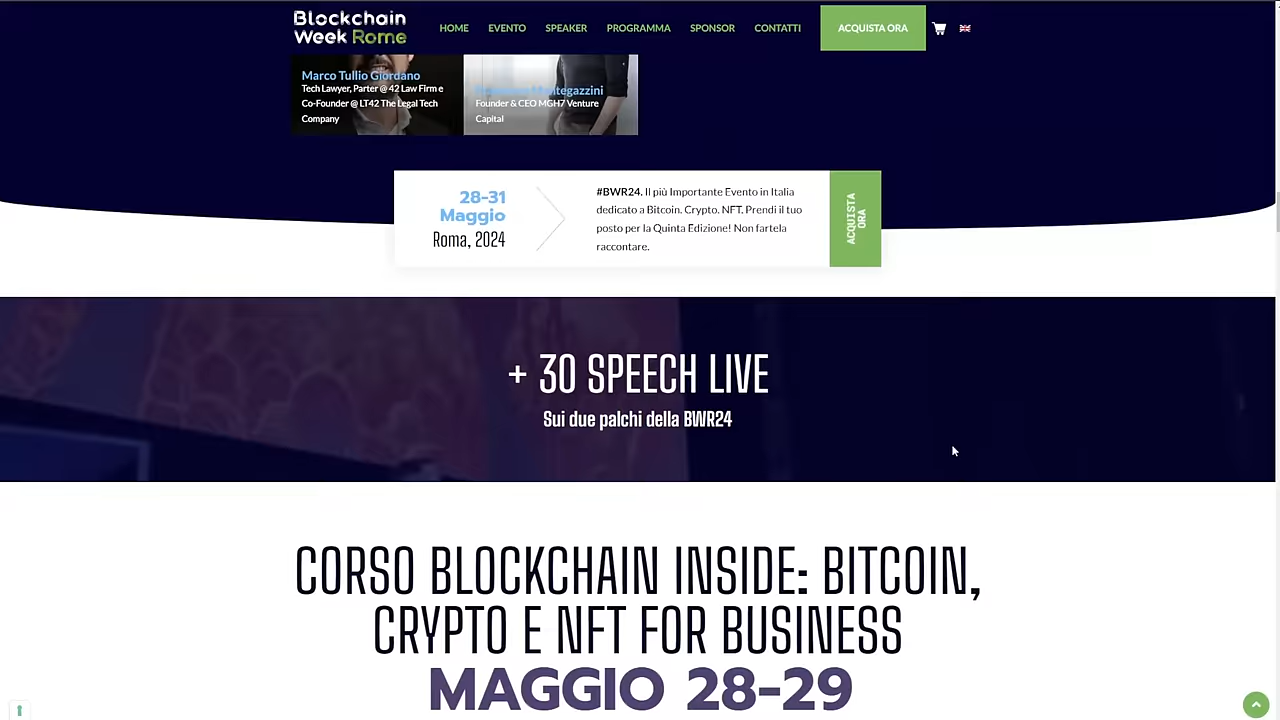 Blockchain
Week Rome
HOME EVENTO SPEAKER PROGRAMMA SPONSOR CONTATTI ACQUISTA ORA
Marco Tullio Giordano
Tech Lawyer, Parter @ 42 Law Firm e
Co-Founder @ LT42 The Legal Tech
Company
Founder & CEO MGH7 Venture
Capital
28-31
Maggio
Roma, 2024
#BWR24. Il più Importante Evento in Italia
dedicato a Bitcoin. Crypto. NFT. Prendi il tuo
posto per la Quinta Edizione! Non fartela
raccontare.
ACQUISTA
ORA
+ 30 SPEECH LIVE
Sui due palchi della BWR24
CORSO BLOCKCHAIN INSIDE: BITCOIN,
CRYPTO E NFT FOR BUSINESS
MAGGIO 28-29